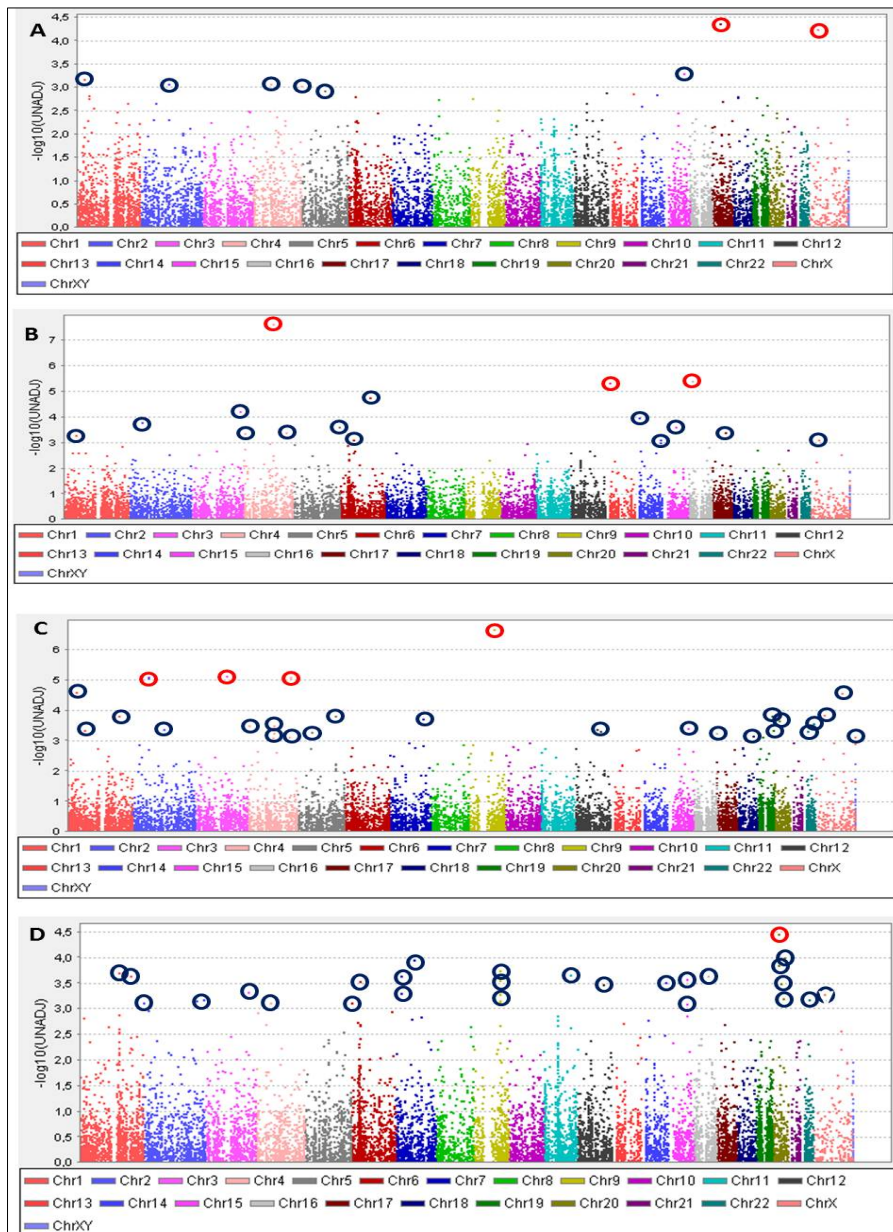 A
4,5
4,0
3,5
3,0
2,5
2,0
1,5
1,0
0,5
0,0
-log10(UNADJ)
Chr1 Chr2 Chr3 Chr4 Chr5 Chr6 Chr7 Chr8 Chr9 Chr10 Chr11 Chr12
Chr13 Chr14 Chr15 Chr16 Chr17 Chr18 Chr19 Chr20 Chr21 Chr22 ChrX
ChrXY
B
7
6
5
4
3
2
1
0
-log10(UNADJ)
Chr1 Chr2 Chr3 Chr4 Chr5 Chr6 Chr7 Chr8 Chr9 Chr10 Chr11 Chr12
Chr13 Chr14 Chr15 Chr16 Chr17 Chr18 Chr19 Chr20 Chr21 Chr22 ChrX
ChrXY
C
6
5
4
3
2
1
0
-log10(UNADJ)
Chr1 Chr2 Chr3 Chr4 Chr5 Chr6 Chr7 Chr8 Chr9 Chr10 Chr11 Chr12
Chr13 Chr14 Chr15 Chr16 Chr17 Chr18 Chr19 Chr20 Chr21 Chr22 ChrX
ChrXY
D
4,5
4,0
3,5
3,0
2,5
2,0
1,5
1,0
0,5
0,0
-log10(UNADJ)
Chr1 Chr2 Chr3 Chr4 Chr5 Chr6 Chr7 Chr8 Chr9 Chr10 Chr11 Chr12
Chr13 Chr14 Chr15 Chr16 Chr17 Chr18 Chr19 Chr20 Chr21 Chr22 ChrX
ChrXY